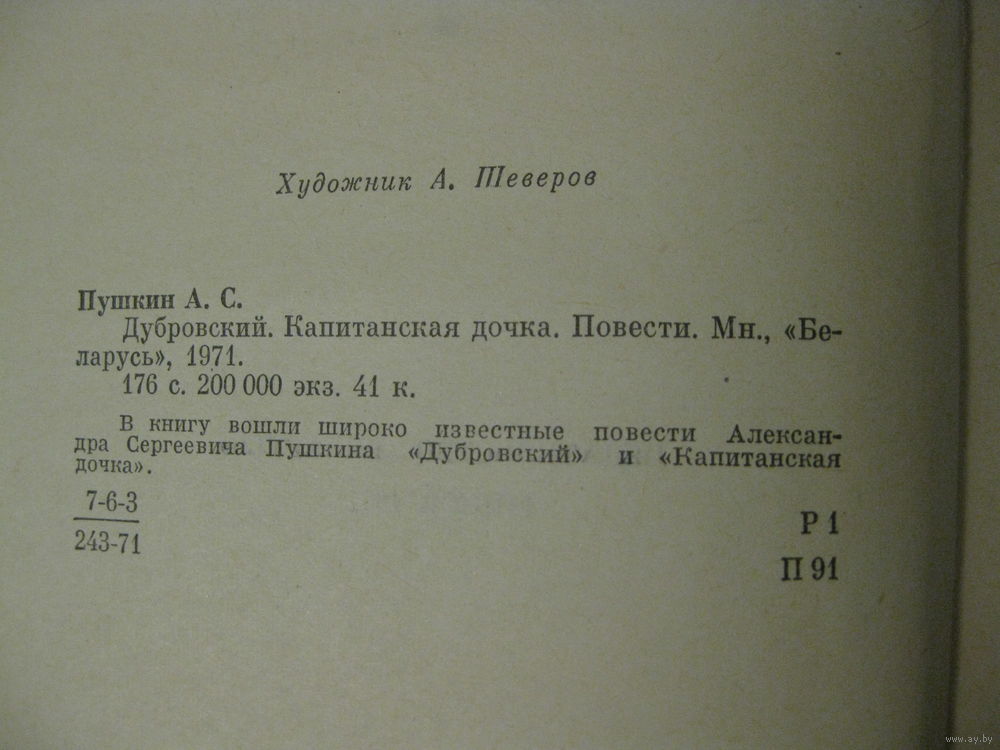 Художник А. Шеверов
Пушкин А. С.
Дубровский. Капитанская дочка. Повести. Мн., «Бе-
ларусь», 1971.
176 с. 200 000 экз. 41 к.
В книгу вошли широко известные повести Алексан-
дра Сергеевича Пушкина «Дубровский» и «Капитанская
дочка».
7-6-3
243-71
Р 1
П 91
www.ay.by